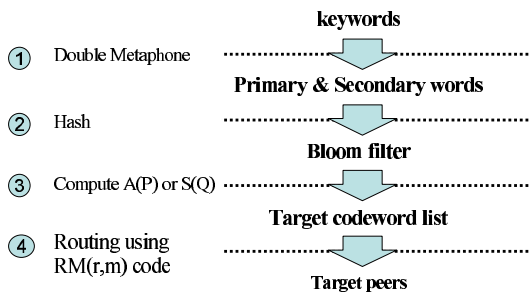 keywords
1 Double Metaphone
Primary & Secondary words
2 Hash
Bloom filter
3 Compute A(P) or S(Q)
Target codeword list
4 Routing using
RM(r,m) code
Target peers